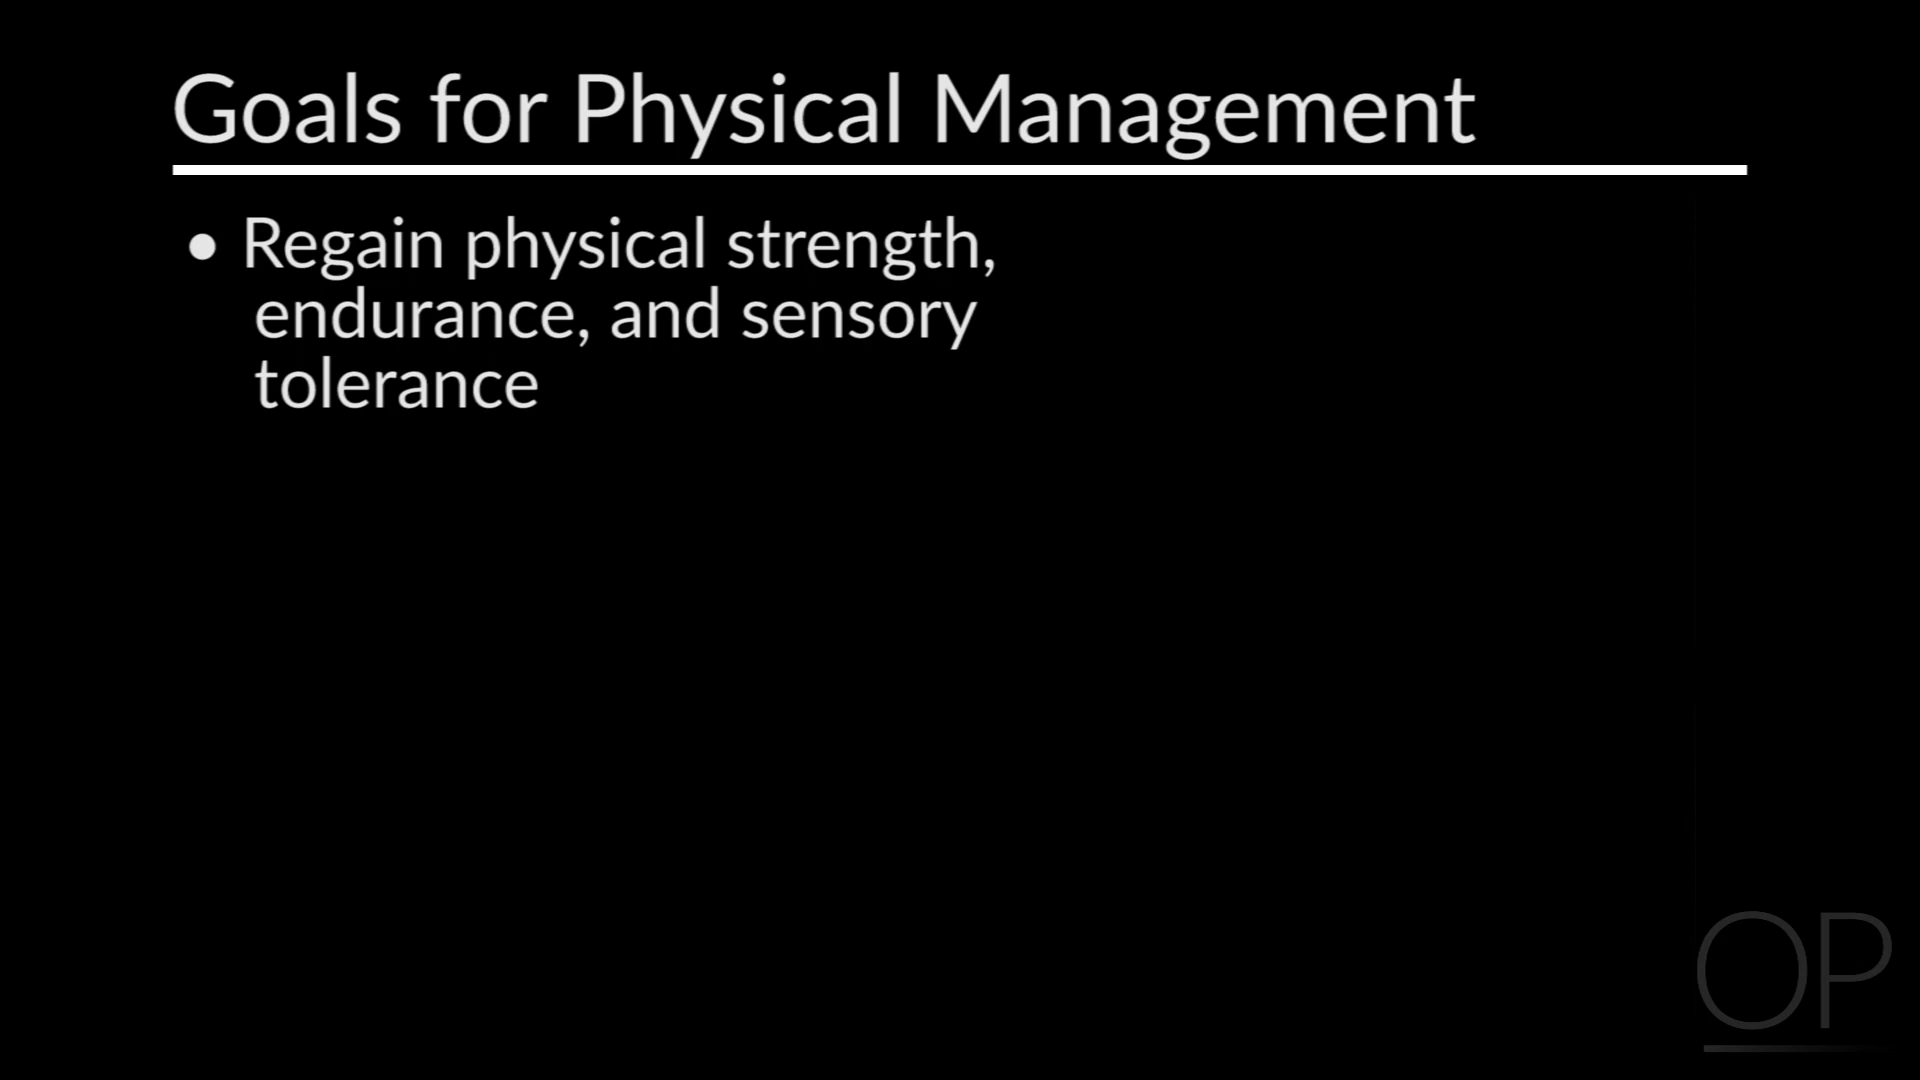 Goals for Physical Management
• Regain physical strength,
endurance, and sensory
tolerance
OP